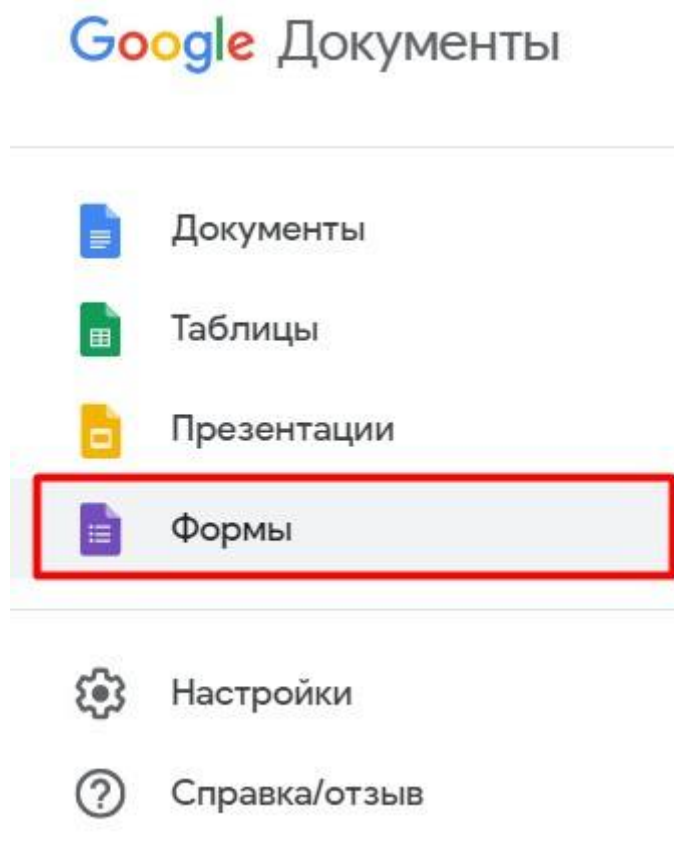 Google Документы
Документы
Таблицы
Презентации
Формы
Настройки
Справка/отзыв